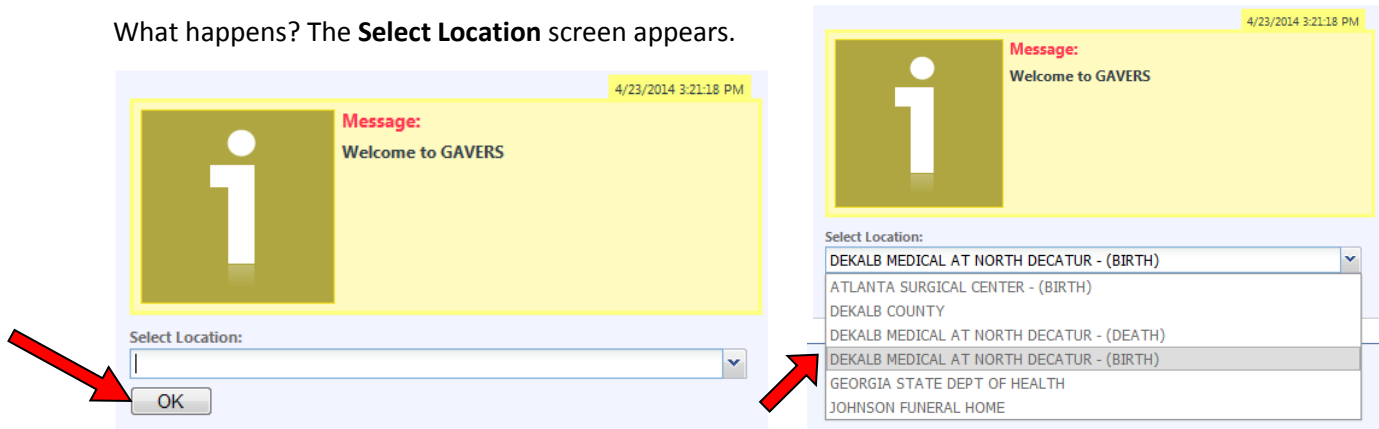 What happens? The Select Location screen appears.
4/23/2014 3:21:18 PM
Message:
Welcome to GAVERS
Select Location:
OK
4/23/2014 3:21:18 PM
Message:
Welcome to GAVERS
Select Location:
DEKALB MEDICAL AT NORTH DECATUR - (BIRTH)
ATLANTA SURGICAL CENTER - (BIRTH)
DEKALB COUNTY
DEKALB MEDICAL AT NORTH DECATUR - (DEATH)
DEKALB MEDICAL AT NORTH DECATUR - (BIRTH)
GEORGIA STATE DEPT OF HEALTH
JOHNSON FUNERAL HOME